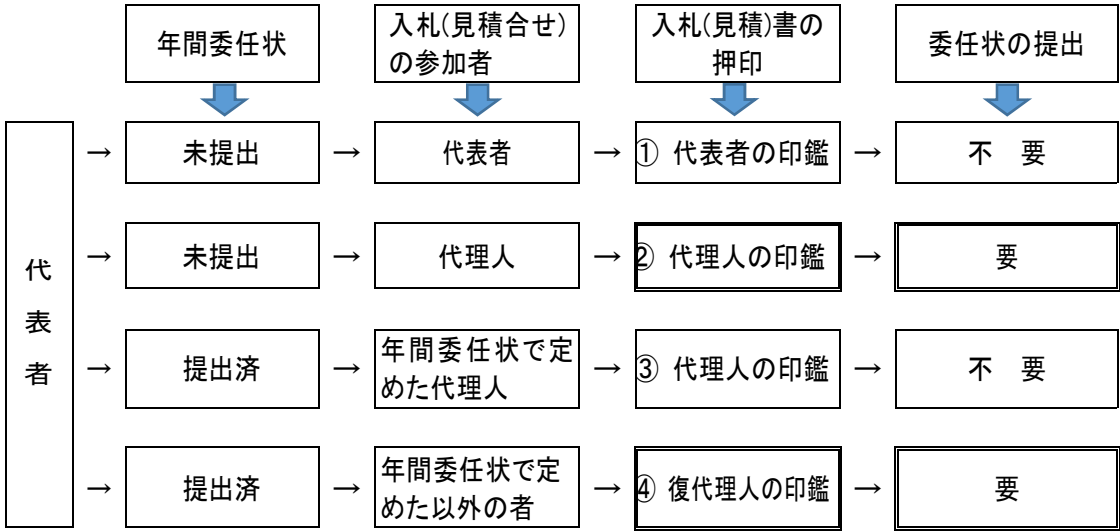 年間委任状
入札(見積合せ)
の参加者
入札(見積)書の
押印
委任状の提出
代
表
者
→ 未提出 → 代表者 → ① 代表者の印鑑 → 不 要
→ 未提出 → 代理人 → ② 代理人の印鑑 → 要
→ 提出済 → 年間委任状で定
めた代理人 → ③ 代理人の印鑑 → 不 要
→ 提出済 → 年間委任状で定
めた以外の者 → ④ 復代理人の印鑑 → 要